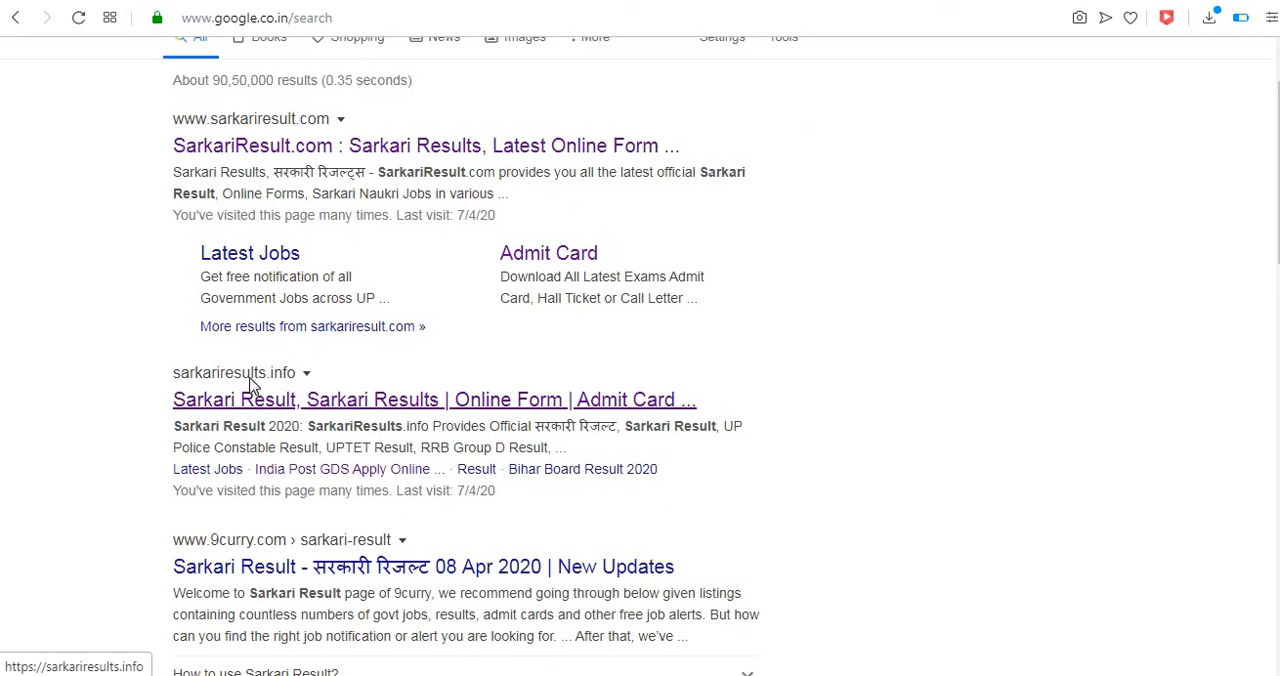 www.google.co.in/search
All Books Shopping News Images More Settings Tools
About 90,50,000 results (0.35 seconds)
www.sarkariresult.com
SarkariResult.com : Sarkari Results, Latest Online Form ...
Sarkari Results, सरकारी रिजल्ट्स - SarkariResult.com provides you all the latest official Sarkari
Result, Online Forms, Sarkari Naukri Jobs in various ...
You've visited this page many times. Last visit: 7/4/20
Latest Jobs
Get free notification of all
Government Jobs across UP ...
Admit Card
Download All Latest Exams Admit
Card, Hall Ticket or Call Letter ...
More results from sarkariresult.com »
sarkariresults.info
Sarkari Result, Sarkari Results | Online Form | Admit Card ...
Sarkari Result 2020: SarkariResults.info Provides Official सरकारी रिजल्ट, Sarkari Result, UP
Police Constable Result, UPTET Result, RRB Group D Result, ...
Latest Jobs · India Post GDS Apply Online ... · Result · Bihar Board Result 2020
You've visited this page many times. Last visit: 7/4/20
www.9curry.com › sarkari-result
Sarkari Result - सरकारी रिजल्ट 08 Apr 2020 | New Updates
Welcome to Sarkari Result page of 9curry, we recommend going through below given listings
containing countless numbers of govt jobs, results, admit cards and other free job alerts. But how
can you find the right job notification or alert you are looking for. ... After that, we've ...
How to use Sarkari Result?
https://sarkariresults.info